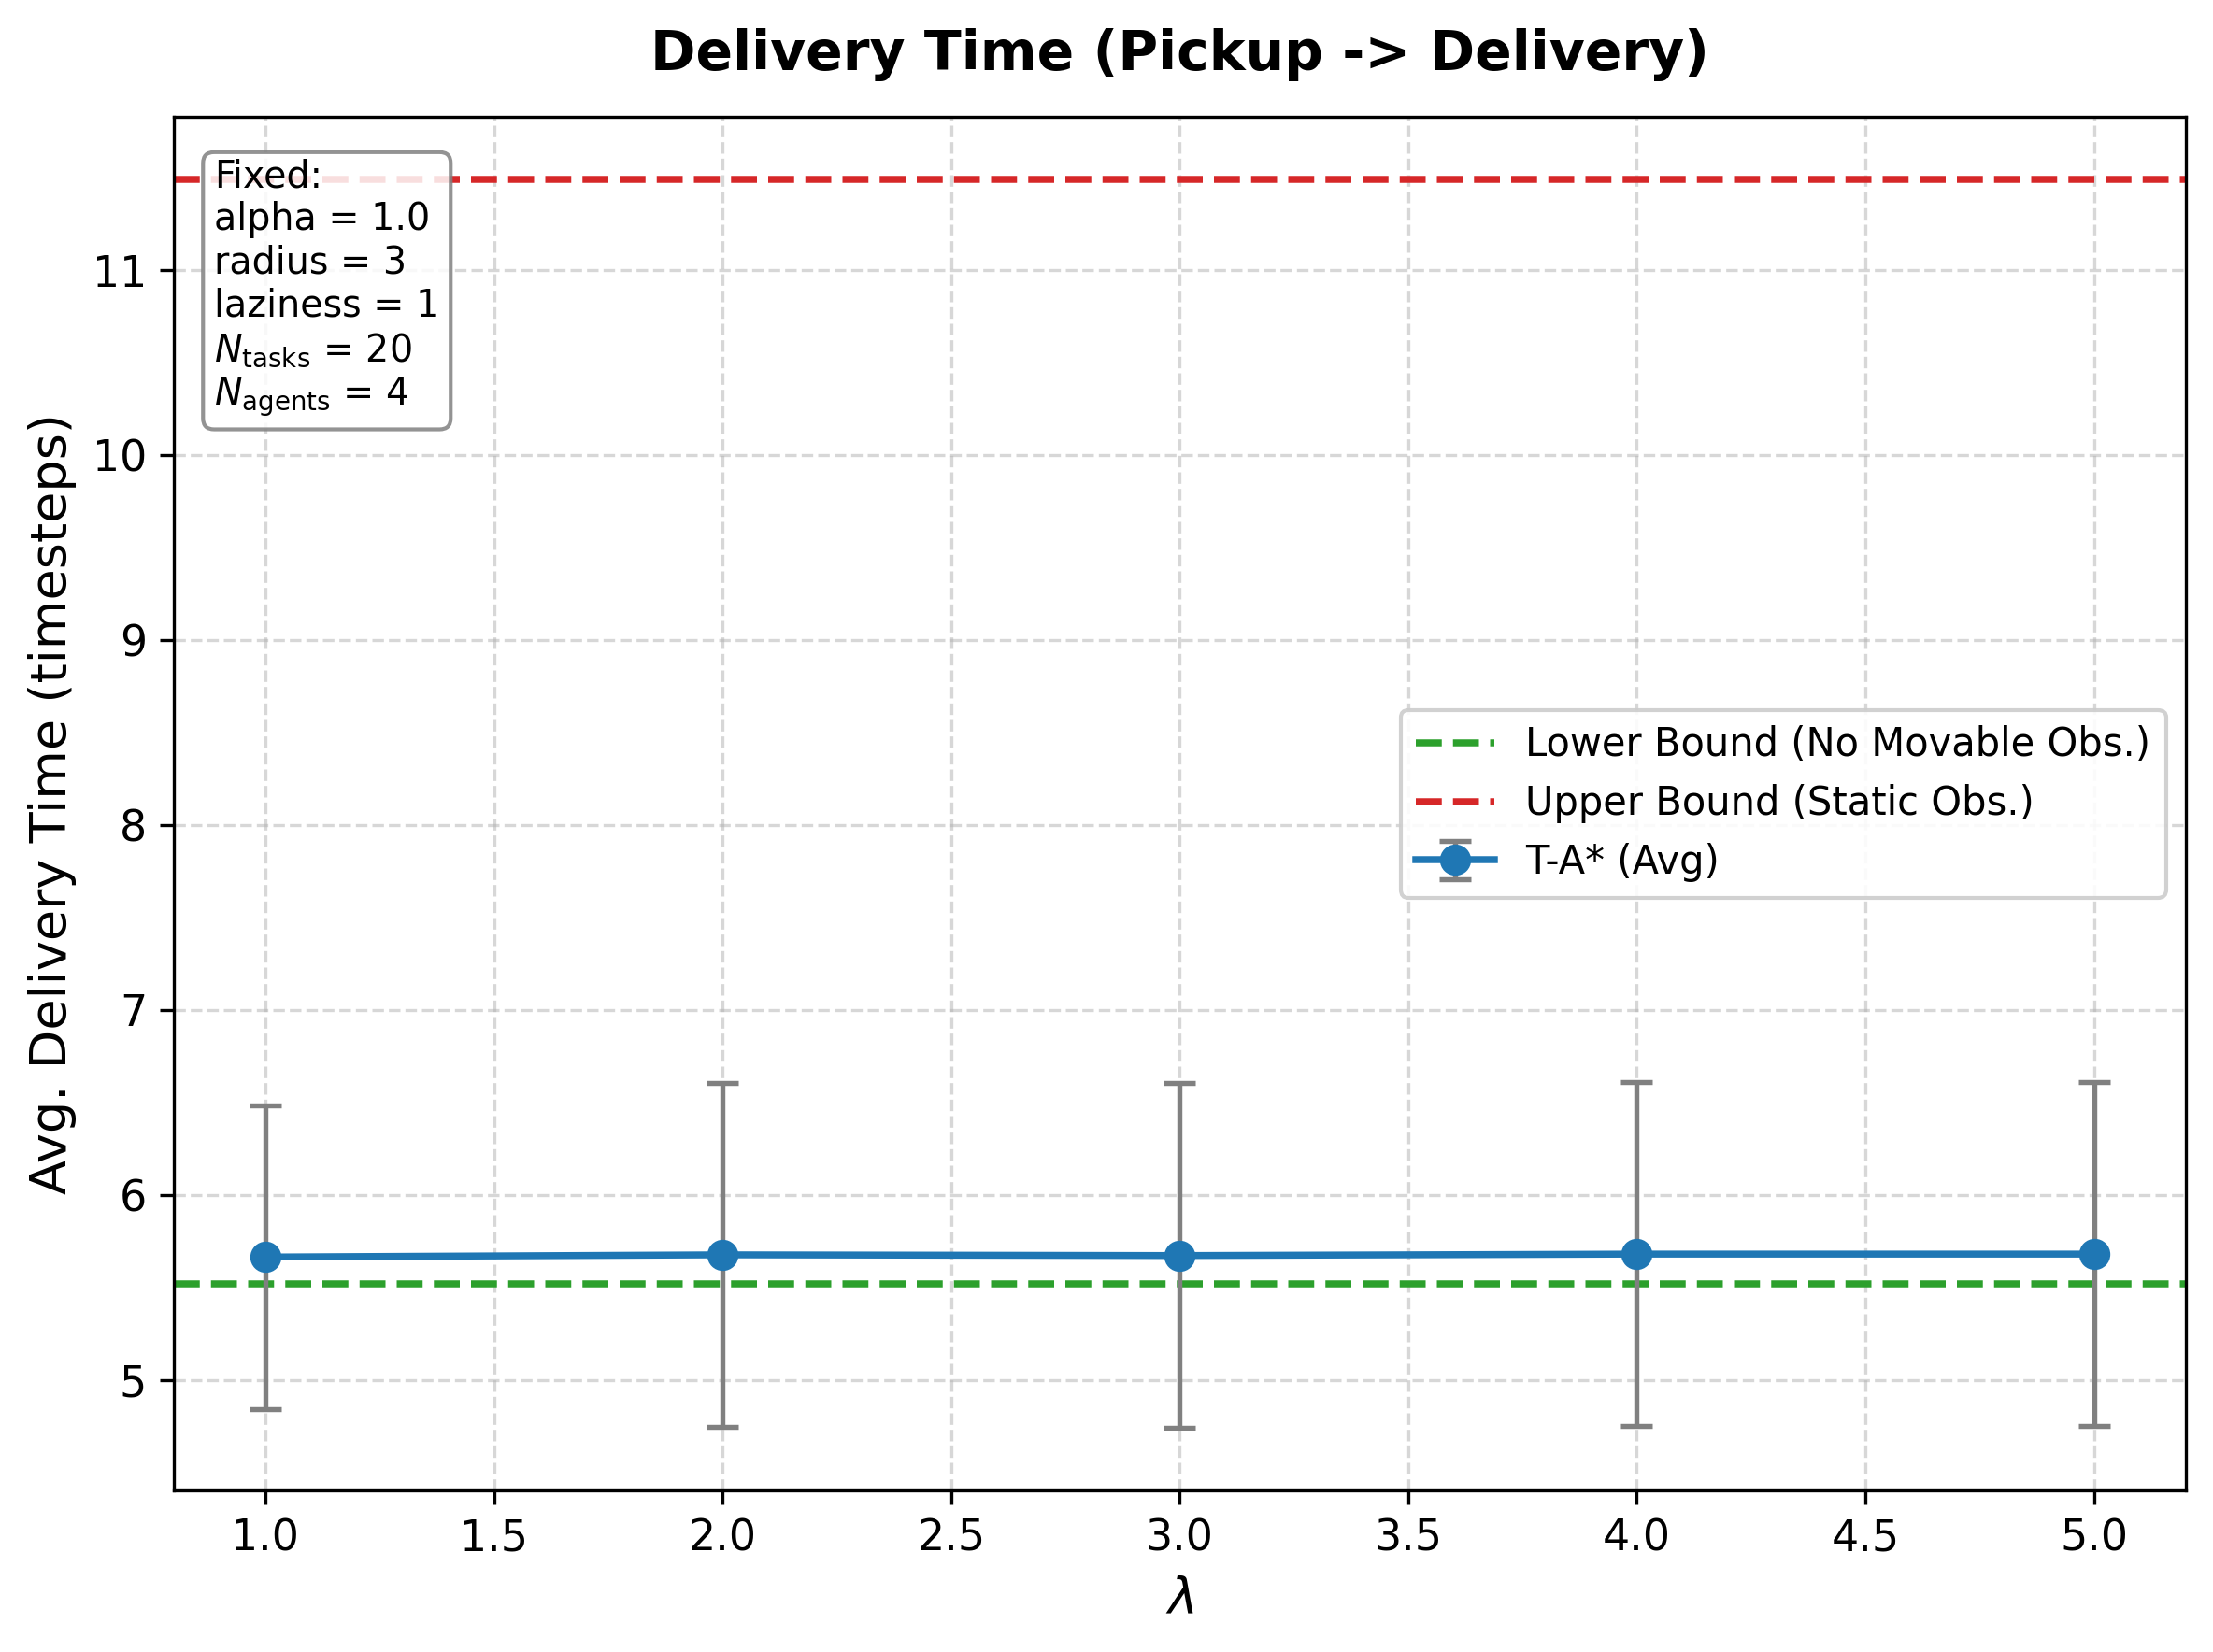 Delivery Time (Pickup -> Delivery)
Fixed:
alpha = 1.0
radius = 3
laziness = 1
N_tasks = 20
N_agents = 4
Avg. Delivery Time (timesteps)
11
10
9
8
7
6
5
Lower Bound (No Movable Obs.)
Upper Bound (Static Obs.)
T-A* (Avg)
1.0 1.5 2.0 2.5 3.0 3.5 4.0 4.5 5.0
λ